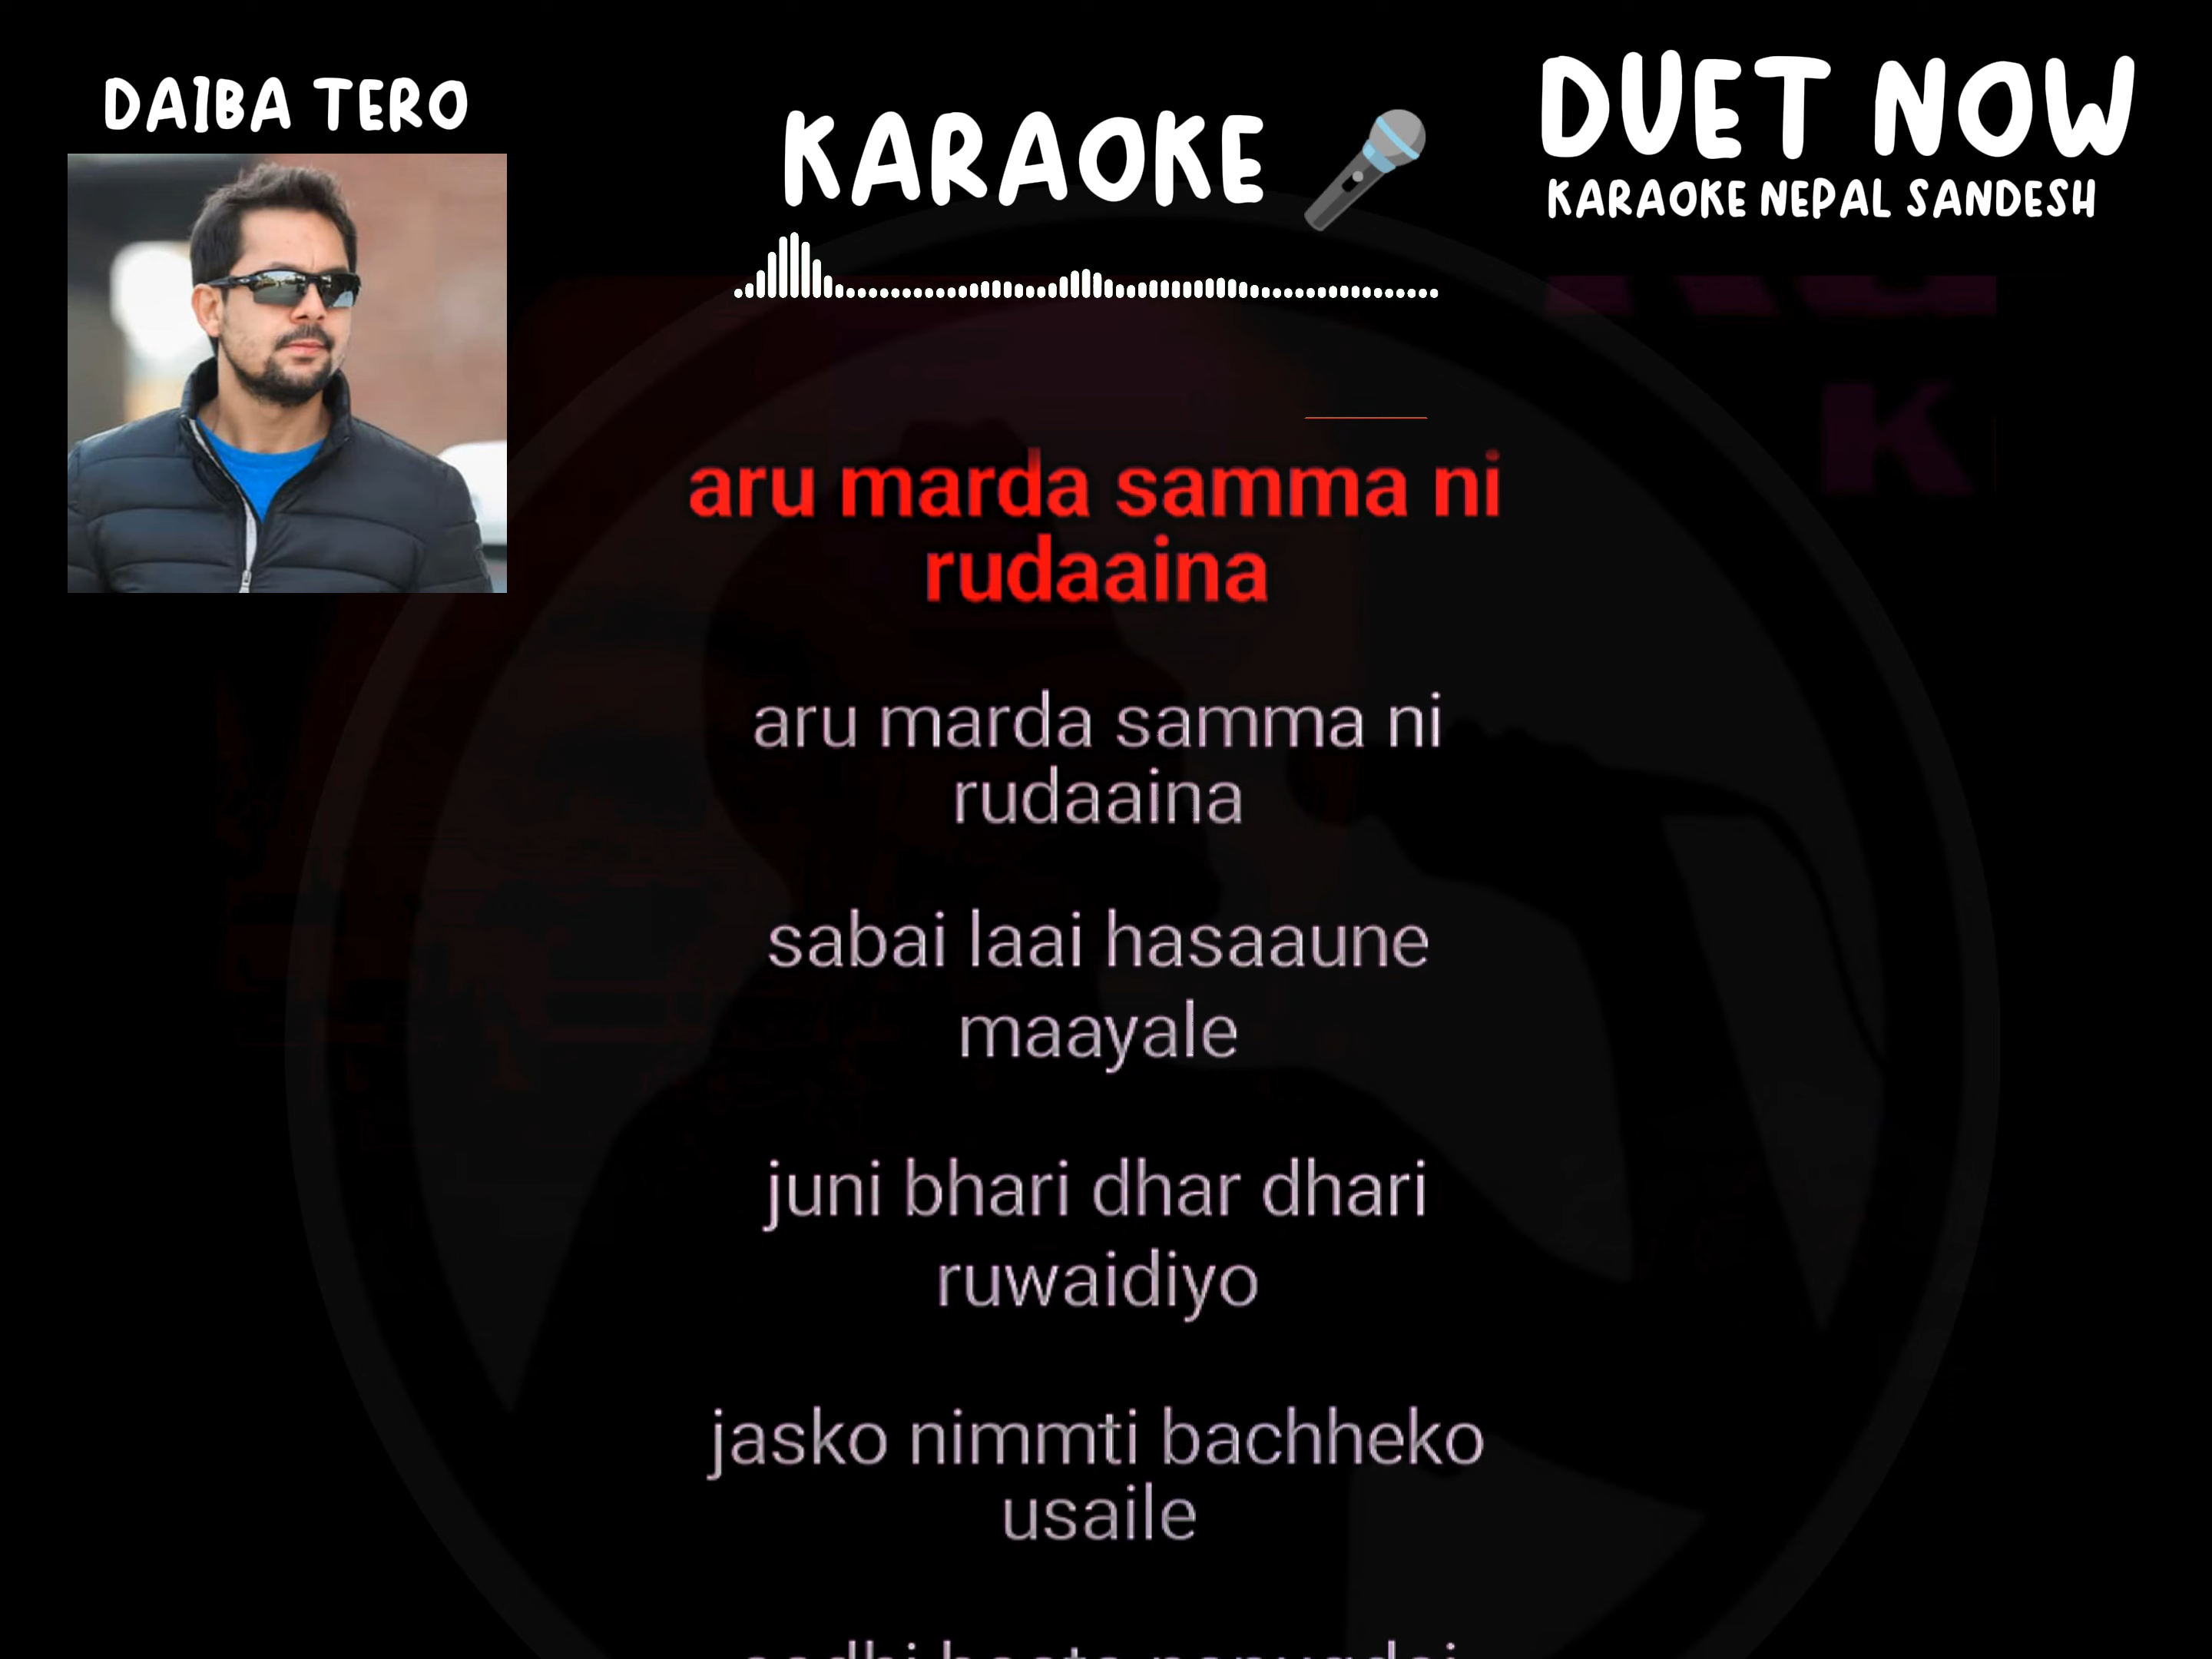 DAIBA TERO
KARAOKE
DUET NOW
KARAOKE NEPAL SANDESH
K
aru marda samma ni
rudaaina
aru marda samma ni
rudaaina
sabai laai hasaaune
maayale
juni bhari dhar dhari
ruwaidiyo
jasko nimmti bachheko
usaile